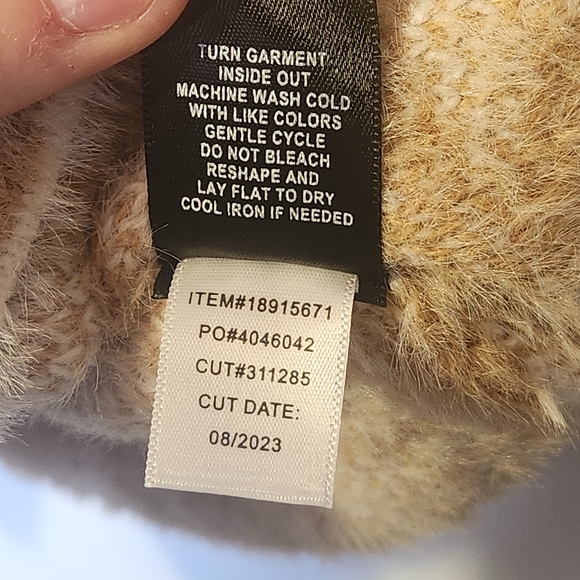 TURN GARMENT
INSIDE OUT
MACHINE WASH COLD
WITH LIKE COLORS
GENTLE CYCLE
DO NOT BLEACH
RESHAPE AND
LAY FLAT TO DRY
COOL IRON IF NEEDED
ITEM#18915671
PO#4046042
CUT#311285
CUT DATE:
08/2023